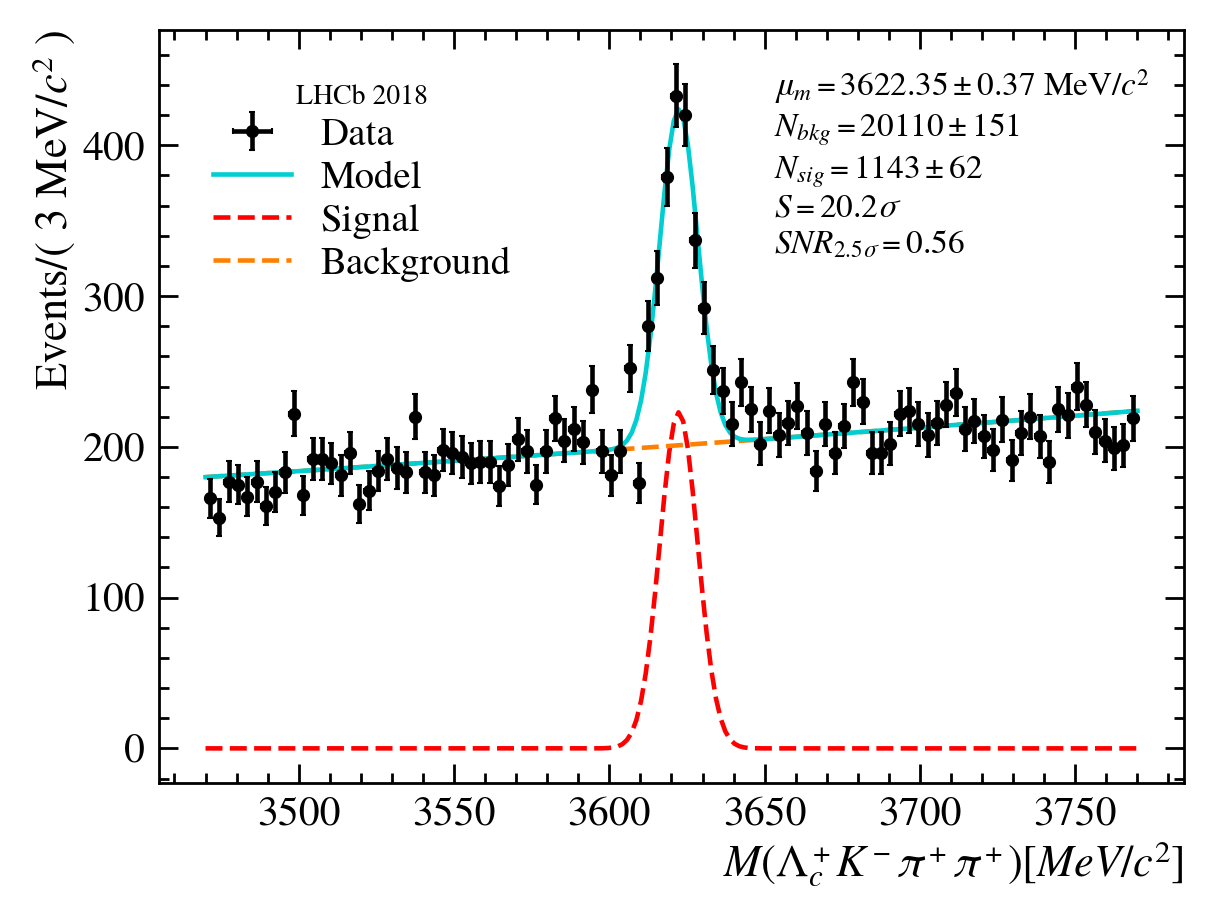 Events/( 3 MeV/c² )
LHCb 2018
Data
Model
Signal
Background
μₘ = 3622.35 ± 0.37 MeV/c²
N_bkg = 20110 ± 151
N_sig = 1143 ± 62
S = 20.2σ
SNR_2.5σ = 0.56
400
300
200
100
0
3500 3550 3600 3650 3700 3750
M(Λ_c⁺K⁻π⁺π⁺)[MeV/c²]